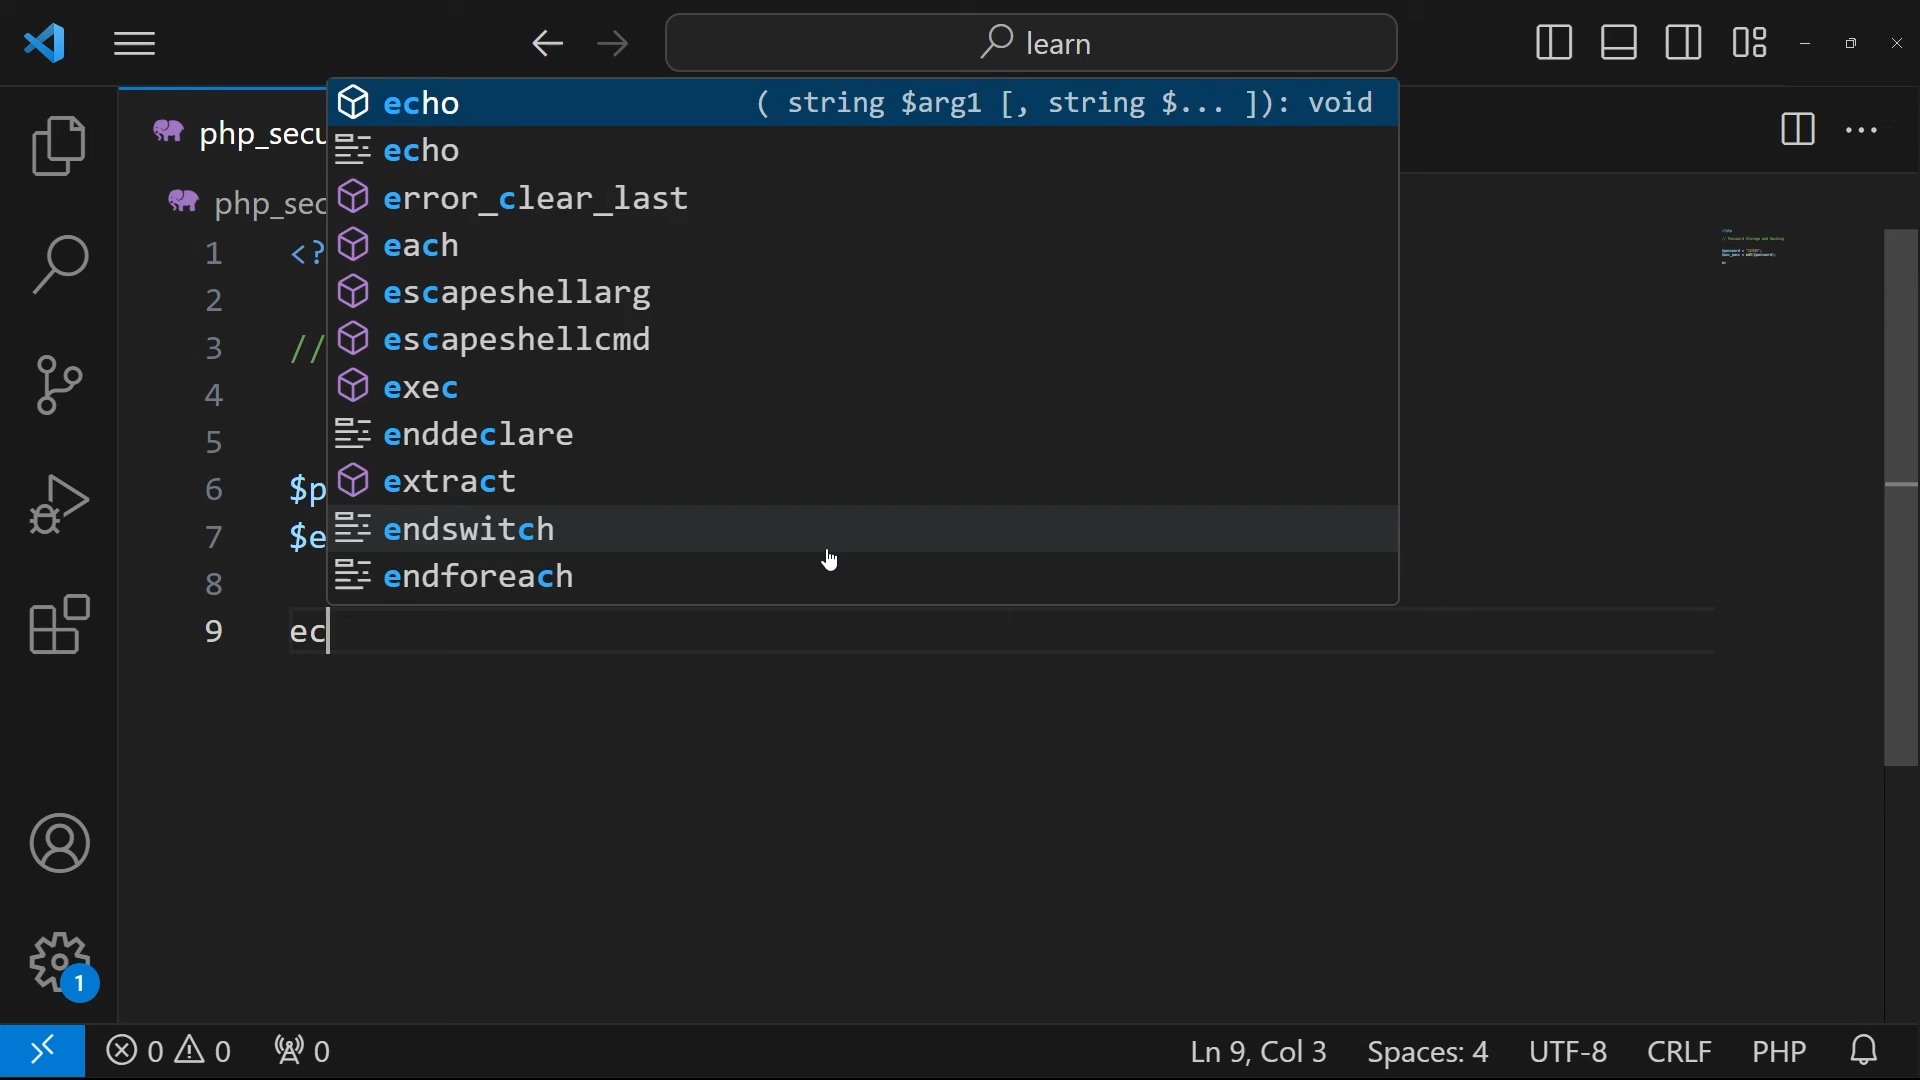 learn
php_secu
php_sec
echo ( string $arg1 [, string $... ]): void
echo
error_clear_last
each
escapeshellarg
escapeshellcmd
exec
enddeclare
extract
endswitch
endforeach
1 <?
2
3 //
4
5
6 $p
7 $e
8
9 ec
1
0 0 0
Ln 9, Col 3 Spaces: 4 UTF-8 CRLF PHP